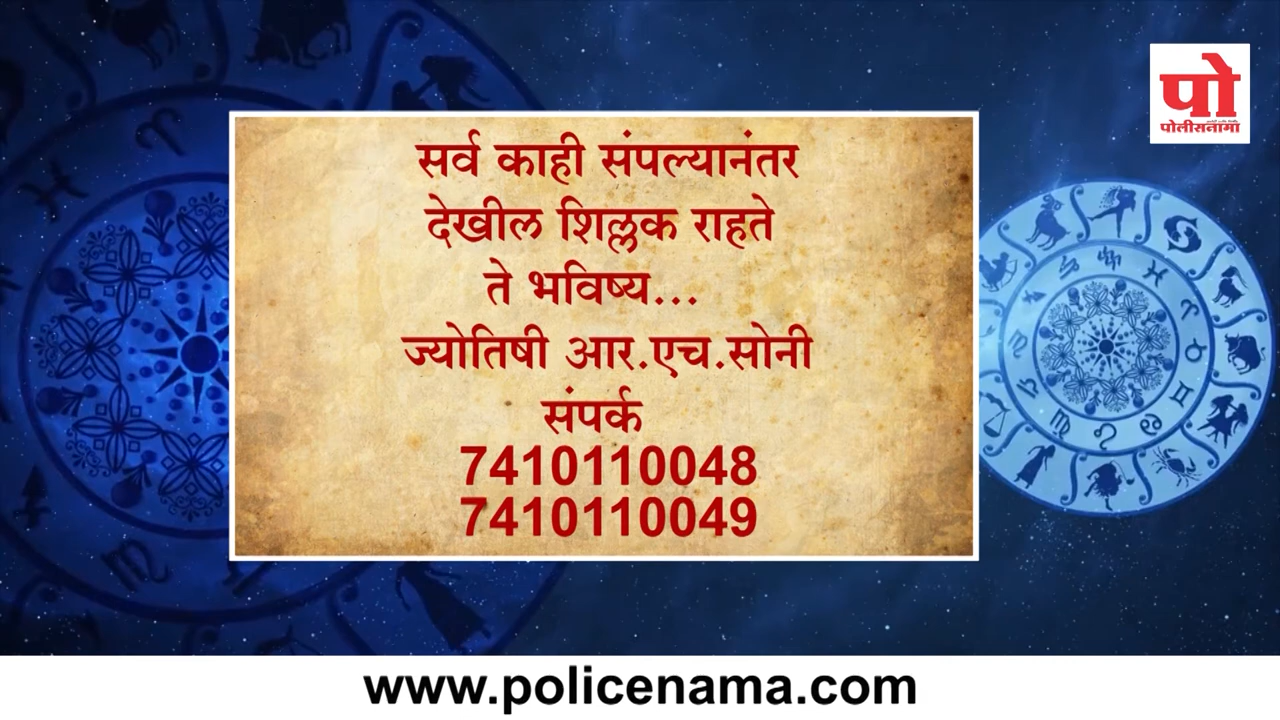 पो
पोलीसनामा
सर्व काही संपल्यानंतर
देखील शिल्लक राहते
ते भविष्य...
ज्योतिषी आर.एच.सोनी
संपर्क
7410110048
7410110049
www.policenama.com